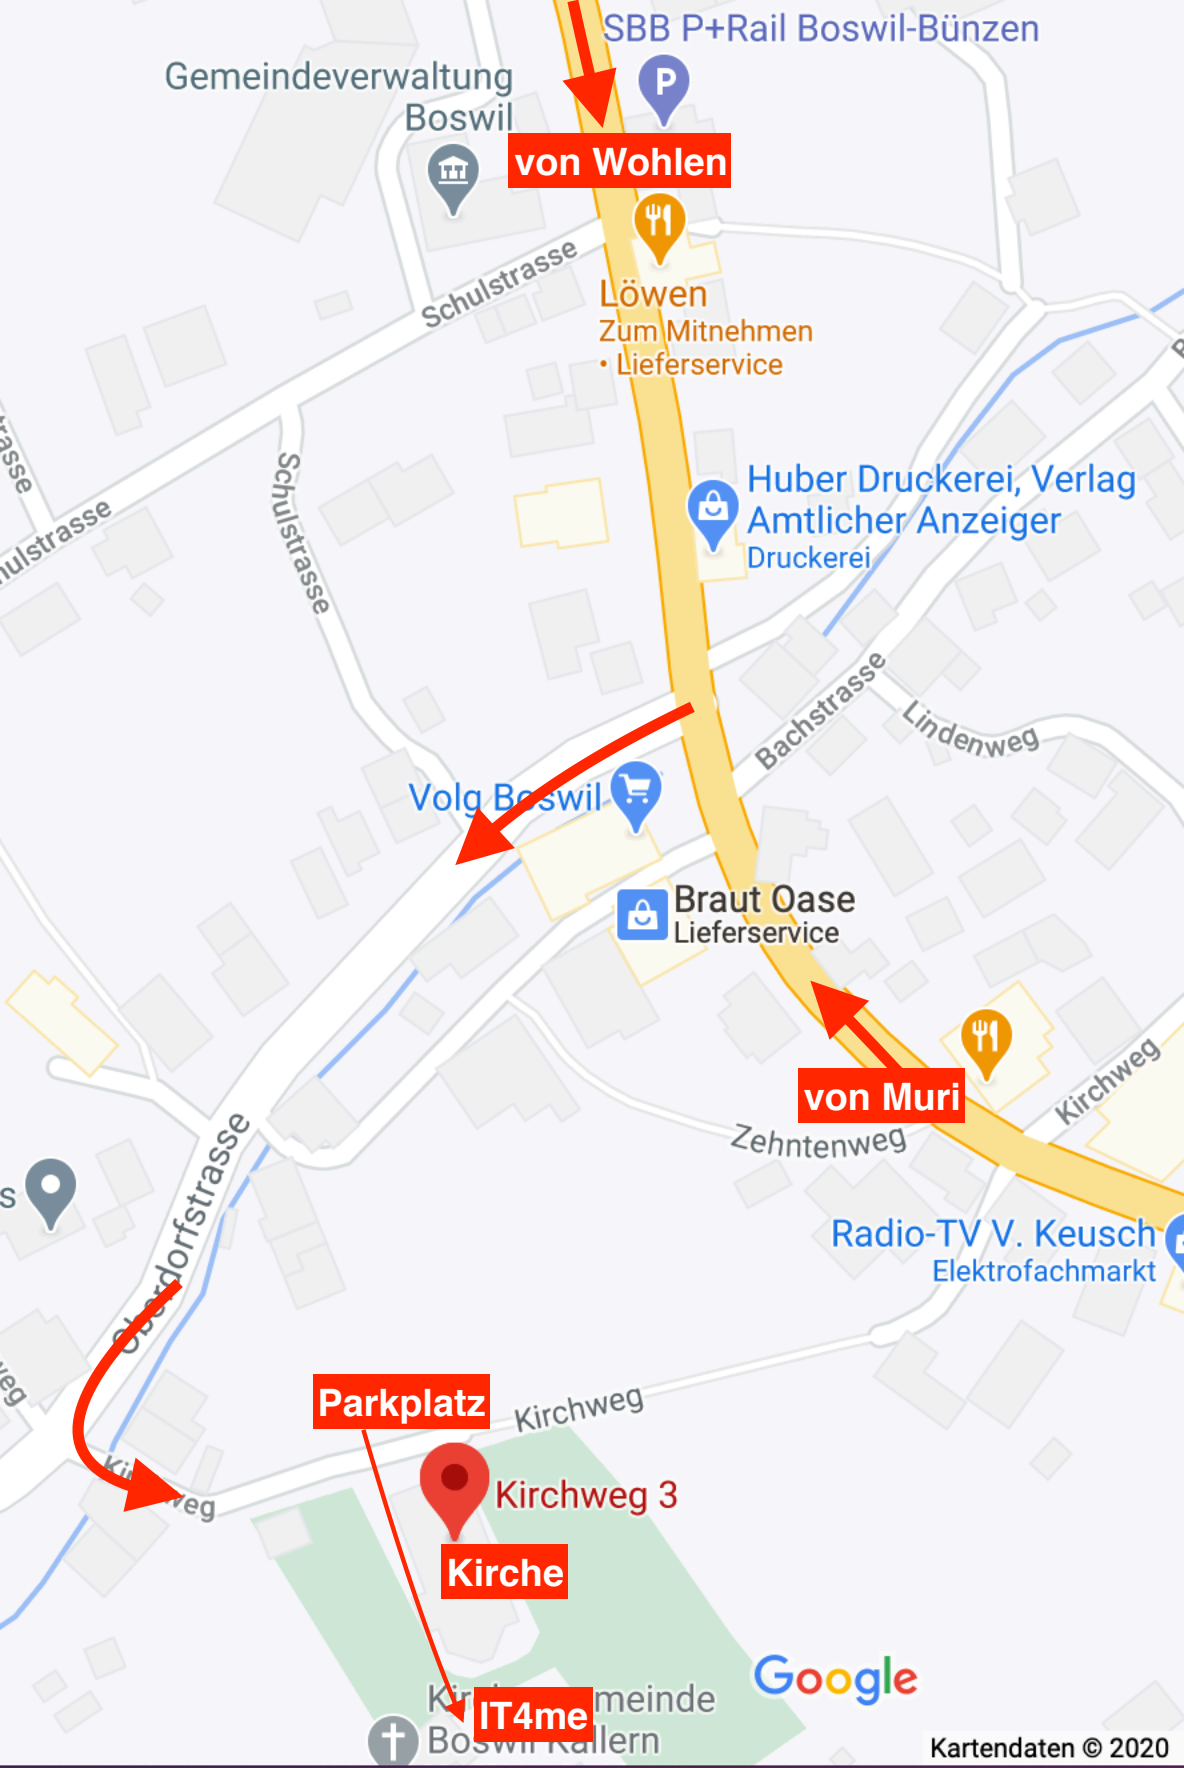 SBB P+Rail Boswil-Bünzen
P
Gemeindeverwaltung
Boswil
von Wohlen
Schulstrasse
Löwen
Zum Mitnehmen
• Lieferservice
Schulstrasse
Huber Druckerei, Verlag
Amtlicher Anzeiger
Druckerei
Bachstrasse
Lindenweg
Volg Boswil
Braut Oase
Lieferservice
von Muri
Kirchweg
Zehntenweg
Oberdorfstrasse
Radio-TV V. Keusch
Elektrofachmarkt
Parkplatz
Kirchweg
Kirchweg 3
Kirche
IT4me
Google
Kartendaten © 2020